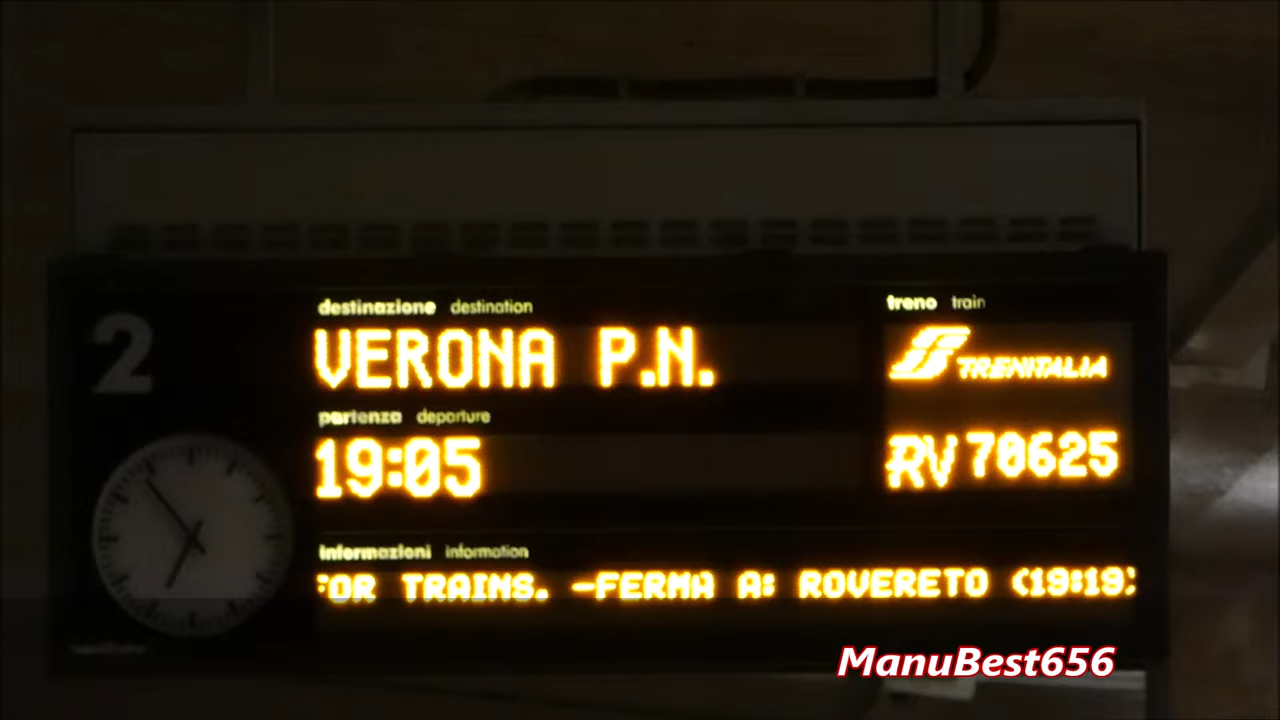 2
destinazione destination
VERONA P.N.
treno train
TRENITALIA
partenza departure
19:05
RV 70625
informazioni information
FOR TRAINS. -FERMA A: ROVERETO (19:19)
ManuBest656